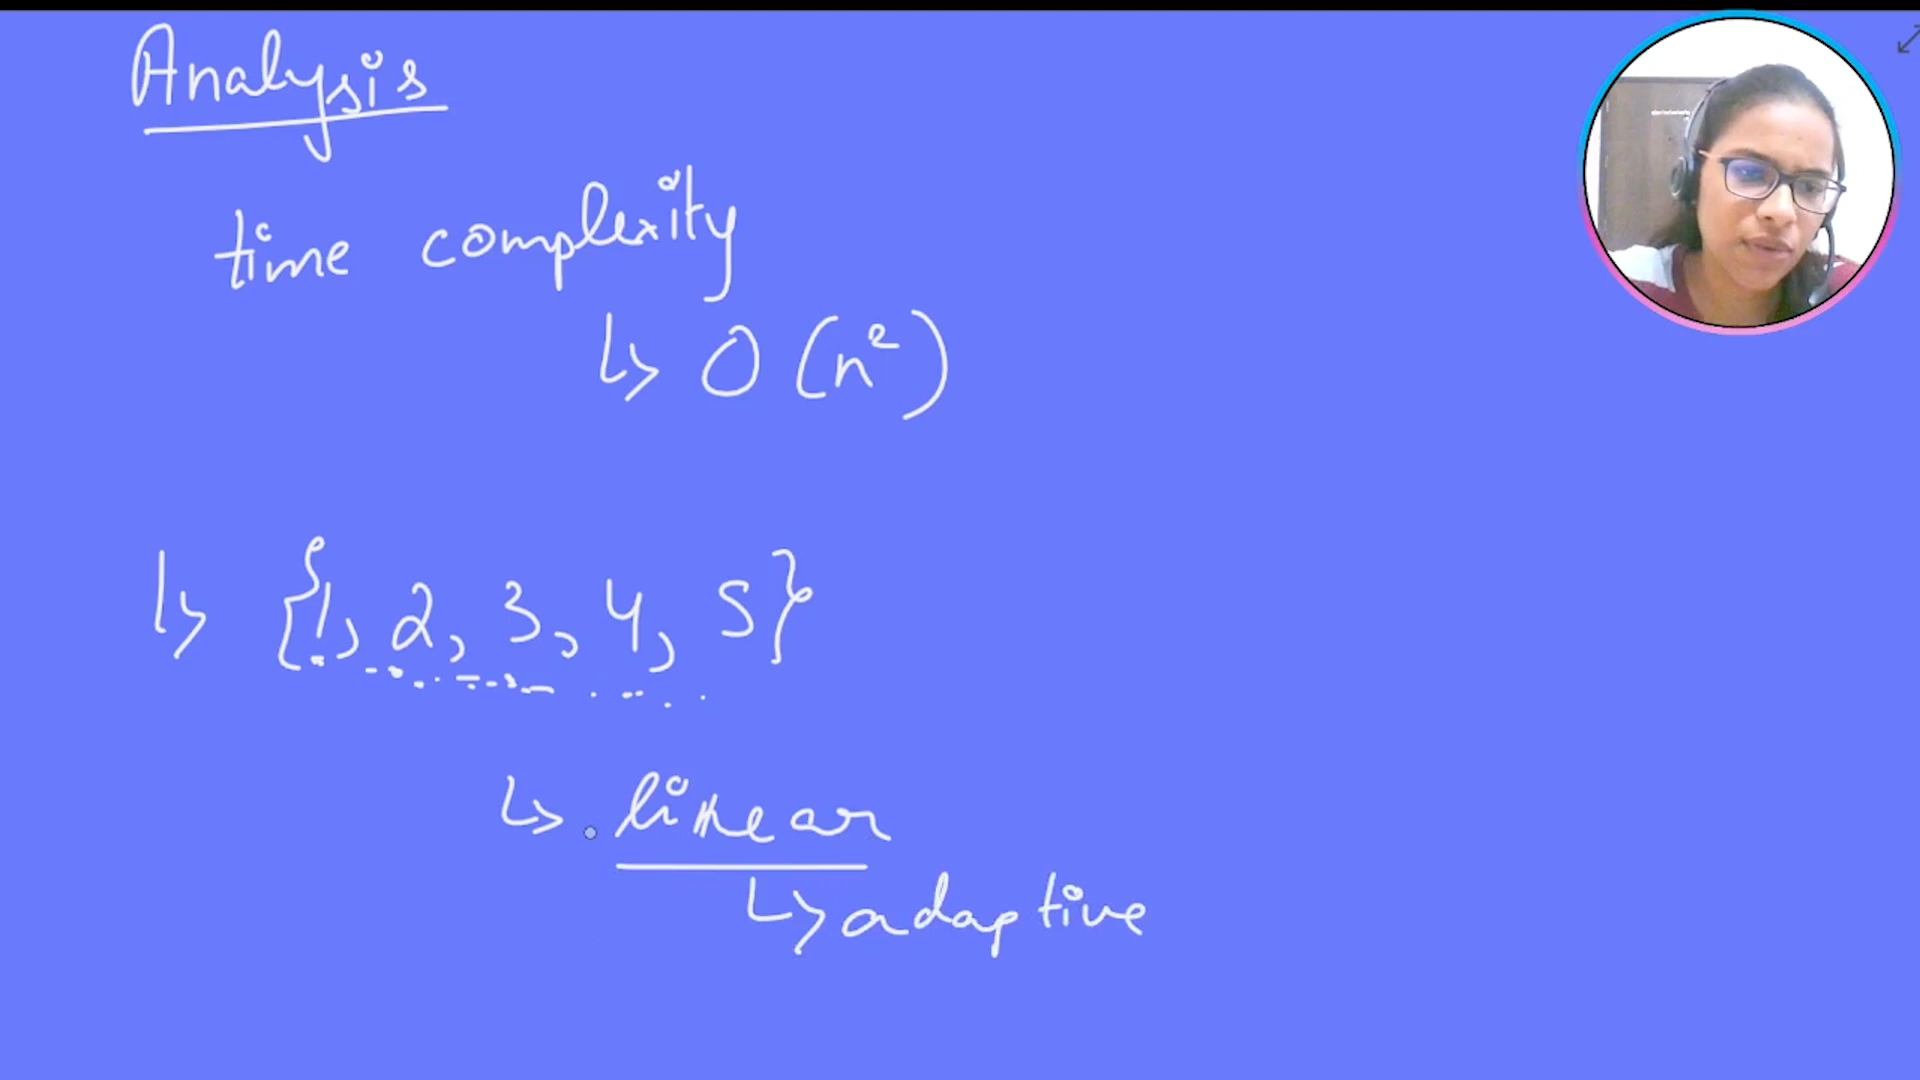 Analysis
time complexity
↳ O (n²)
↳ {1, 2, 3, 4, 5}
↳ linear
↳ adaptive